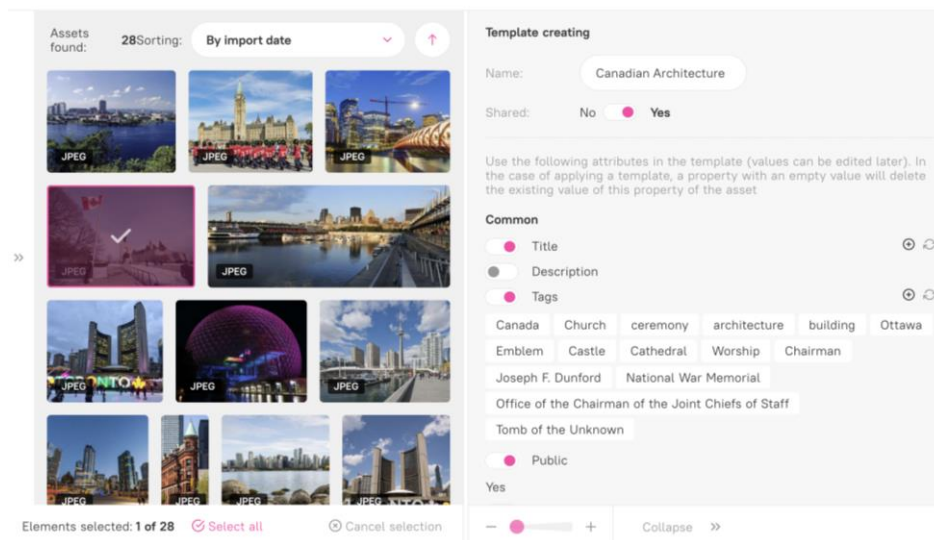 Assets found: 28 Sorting: By import date
JPEG JPEG JPEG
JPEG JPEG
TORONTO
JPEG JPEG JPEG
JPEG JPEG JPEG JPEG
Elements selected: 1 of 28 Select all Cancel selection
Template creating
Name: Canadian Architecture
Shared: No Yes
Use the following attributes in the template (values can be edited later). In
the case of applying a template, a property with an empty value will delete
the existing value of this property of the asset
Common
Title
Description
Tags
Canada Church ceremony architecture building Ottawa
Emblem Castle Cathedral Worship Chairman
Joseph F. Dunford National War Memorial
Office of the Chairman of the Joint Chiefs of Staff
Tomb of the Unknown
Public
Yes
Collapse